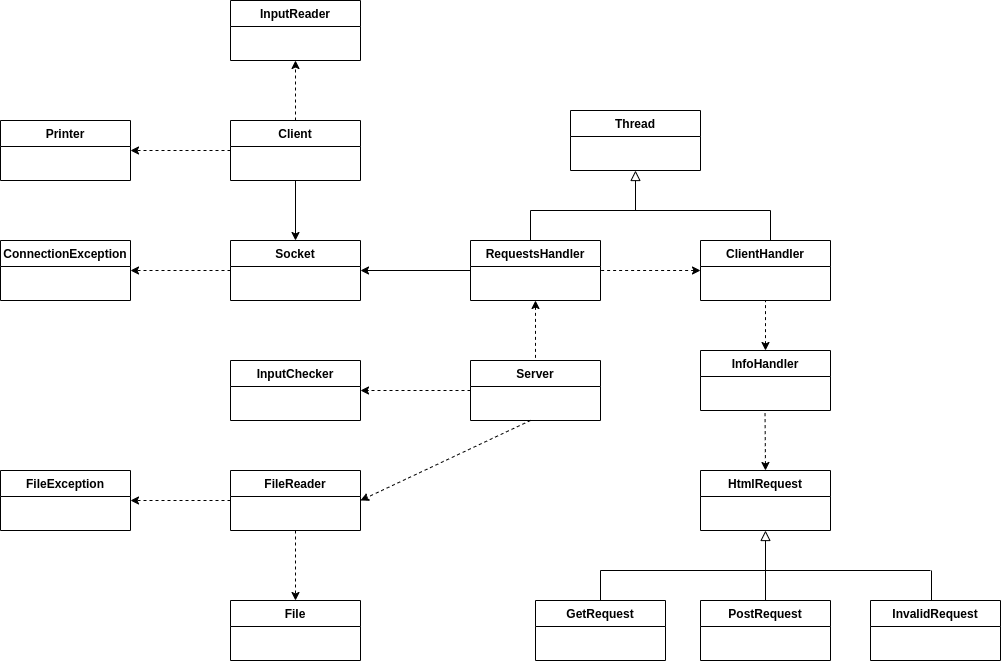 InputReader
Thread
Printer
Client
ConnectionException
Socket
RequestsHandler
ClientHandler
InfoHandler
InputChecker
Server
FileException
FileReader
HtmlRequest
File
GetRequest
PostRequest
InvalidRequest